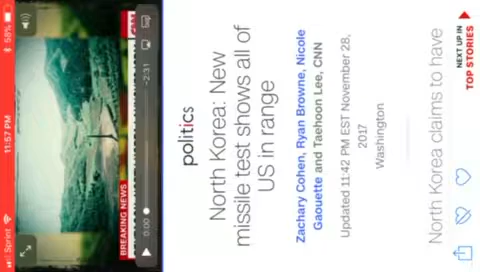 Sprint 11:57 PM 58%
BREAKING NEWS
CNN
0:00 -2:31
politics
North Korea: New
missile test shows all of
US in range
Zachary Cohen, Ryan Browne, Nicole
Gaouette and Taehoon Lee, CNN
Updated 11:42 PM EST November 28,
2017
Washington
North Korea claims to have
NEXT UP IN
TOP STORIES